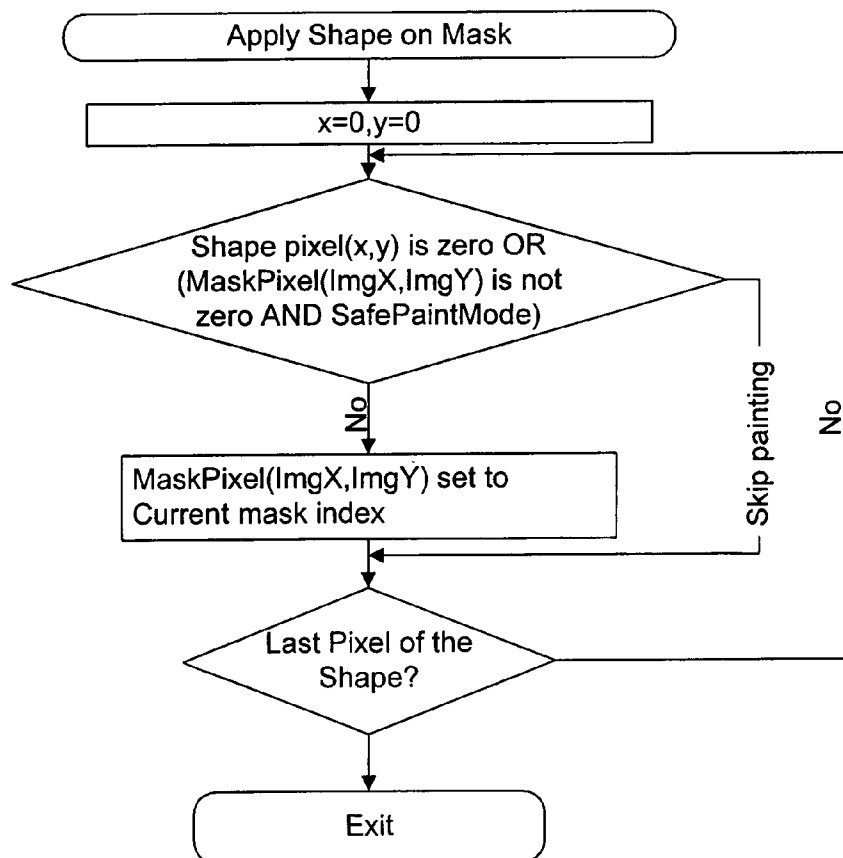 Apply Shape on Mask
x=0,y=0
Shape pixel(x,y) is zero OR
(MaskPixel(ImgX,ImgY) is not
zero AND SafePaintMode)
No
Skip painting
No
MaskPixel(ImgX,ImgY) set to
Current mask index
Last Pixel of the
Shape?
Exit